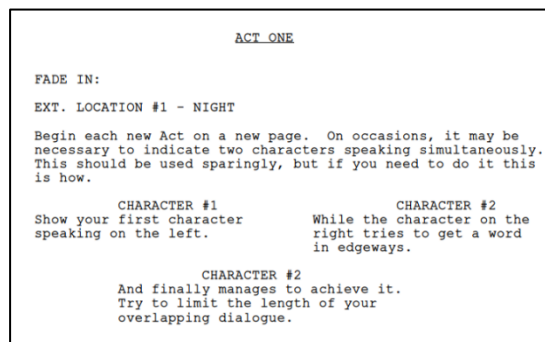 ACT ONE
FADE IN:
EXT. LOCATION #1 - NIGHT
Begin each new Act on a new page. On occasions, it may be
necessary to indicate two characters speaking simultaneously.
This should be used sparingly, but if you need to do it this
is how.
CHARACTER #1
Show your first character
speaking on the left.
CHARACTER #2
While the character on the
right tries to get a word
in edgeways.
CHARACTER #2
And finally manages to achieve it.
Try to limit the length of your
overlapping dialogue.